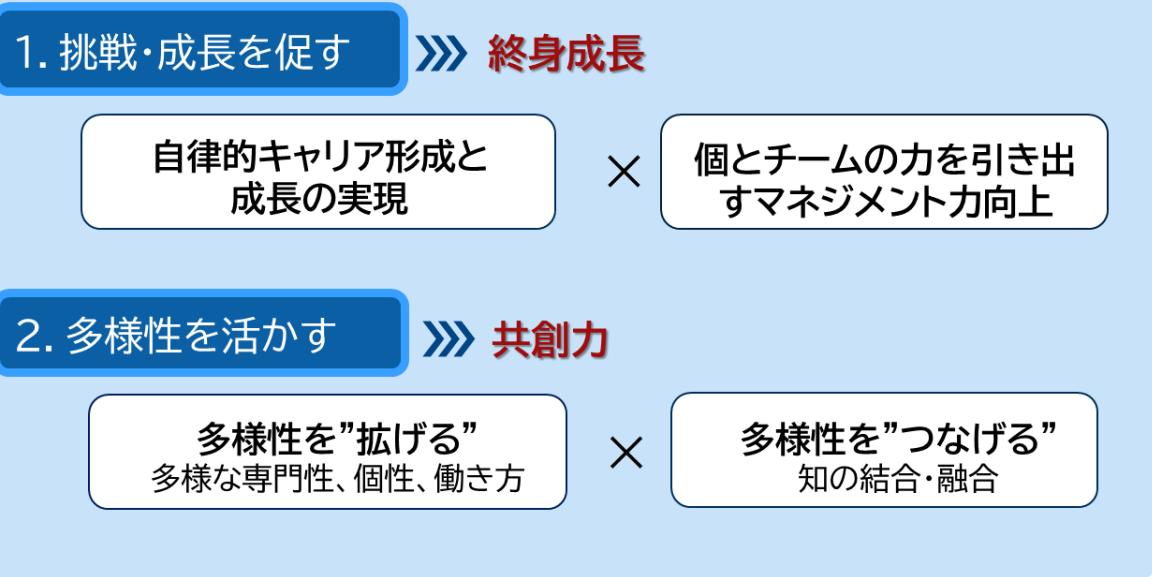 1. 挑戦・成長を促す
終身成長
自律的キャリア形成と
成長の実現
×
個とチームの力を引き出
すマネジメント力向上
2. 多様性を活かす
共創力
多様性を”拡げる”
多様な専門性、個性、働き方
×
多様性を”つなげる”
知の結合・融合